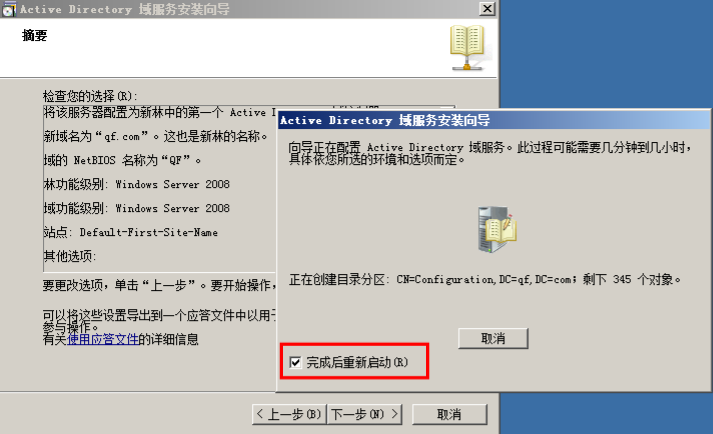 Active Directory 域服务安装向导
摘要
检查您的选择(R):
将该服务器配置为新林中的第一个 Active
新域名为“qf.com”。这也是新林的名称。
域的 NetBIOS 名称为“QF”。
林功能级别: Windows Server 2008
域功能级别: Windows Server 2008
站点: Default-First-Site-Name
其他选项:
要更改选项，单击“上一步”。要开始操作，
可以将这些设置导出到一个应答文件中以用于
参与操作。
有关使用应答文件的详细信息
< 上一步(B)
下一步(N) >
取消
Active Directory 域服务安装向导
向导正在配置 Active Directory 域服务。此过程可能需要几分钟到几小时，
具体依您所选的环境和选项而定。
正在创建目录分区: CN=Configuration,DC=qf,DC=com；剩下 345 个对象。
取消
完成后重新启动(R)